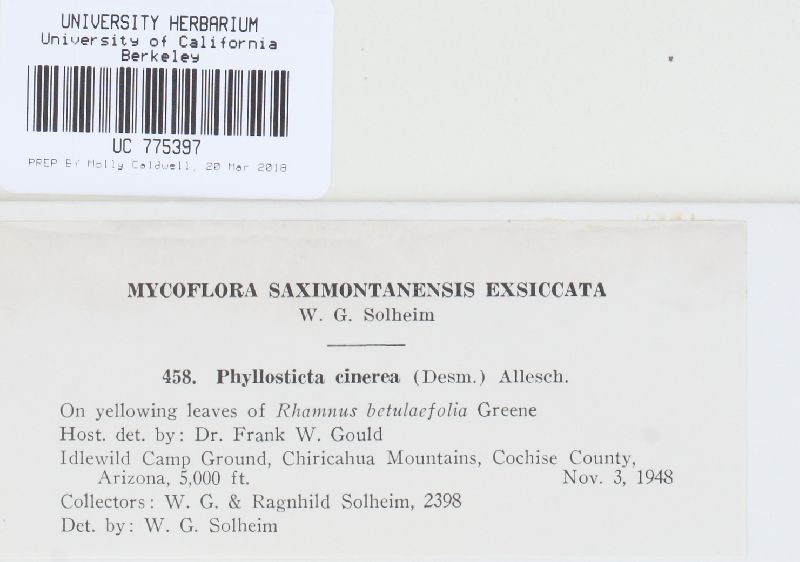 UNIVERSITY HERBARIUM
University of California
Berkeley
UC 775397
PREP BY Molly Caldwell, 20 Mar 2018
MYCOFLORA SAXIMONTANENSIS EXSICCATA
W. G. Solheim
458. Phyllosticta cinerea (Desm.) Allesch.
On yellowing leaves of Rhamnus betulaefolia Greene
Host. det. by: Dr. Frank W. Gould
Idlewild Camp Ground, Chiricahua Mountains, Cochise County,
Arizona, 5,000 ft. Nov. 3, 1948
Collectors: W. G. & Ragnhild Solheim, 2398
Det. by: W. G. Solheim